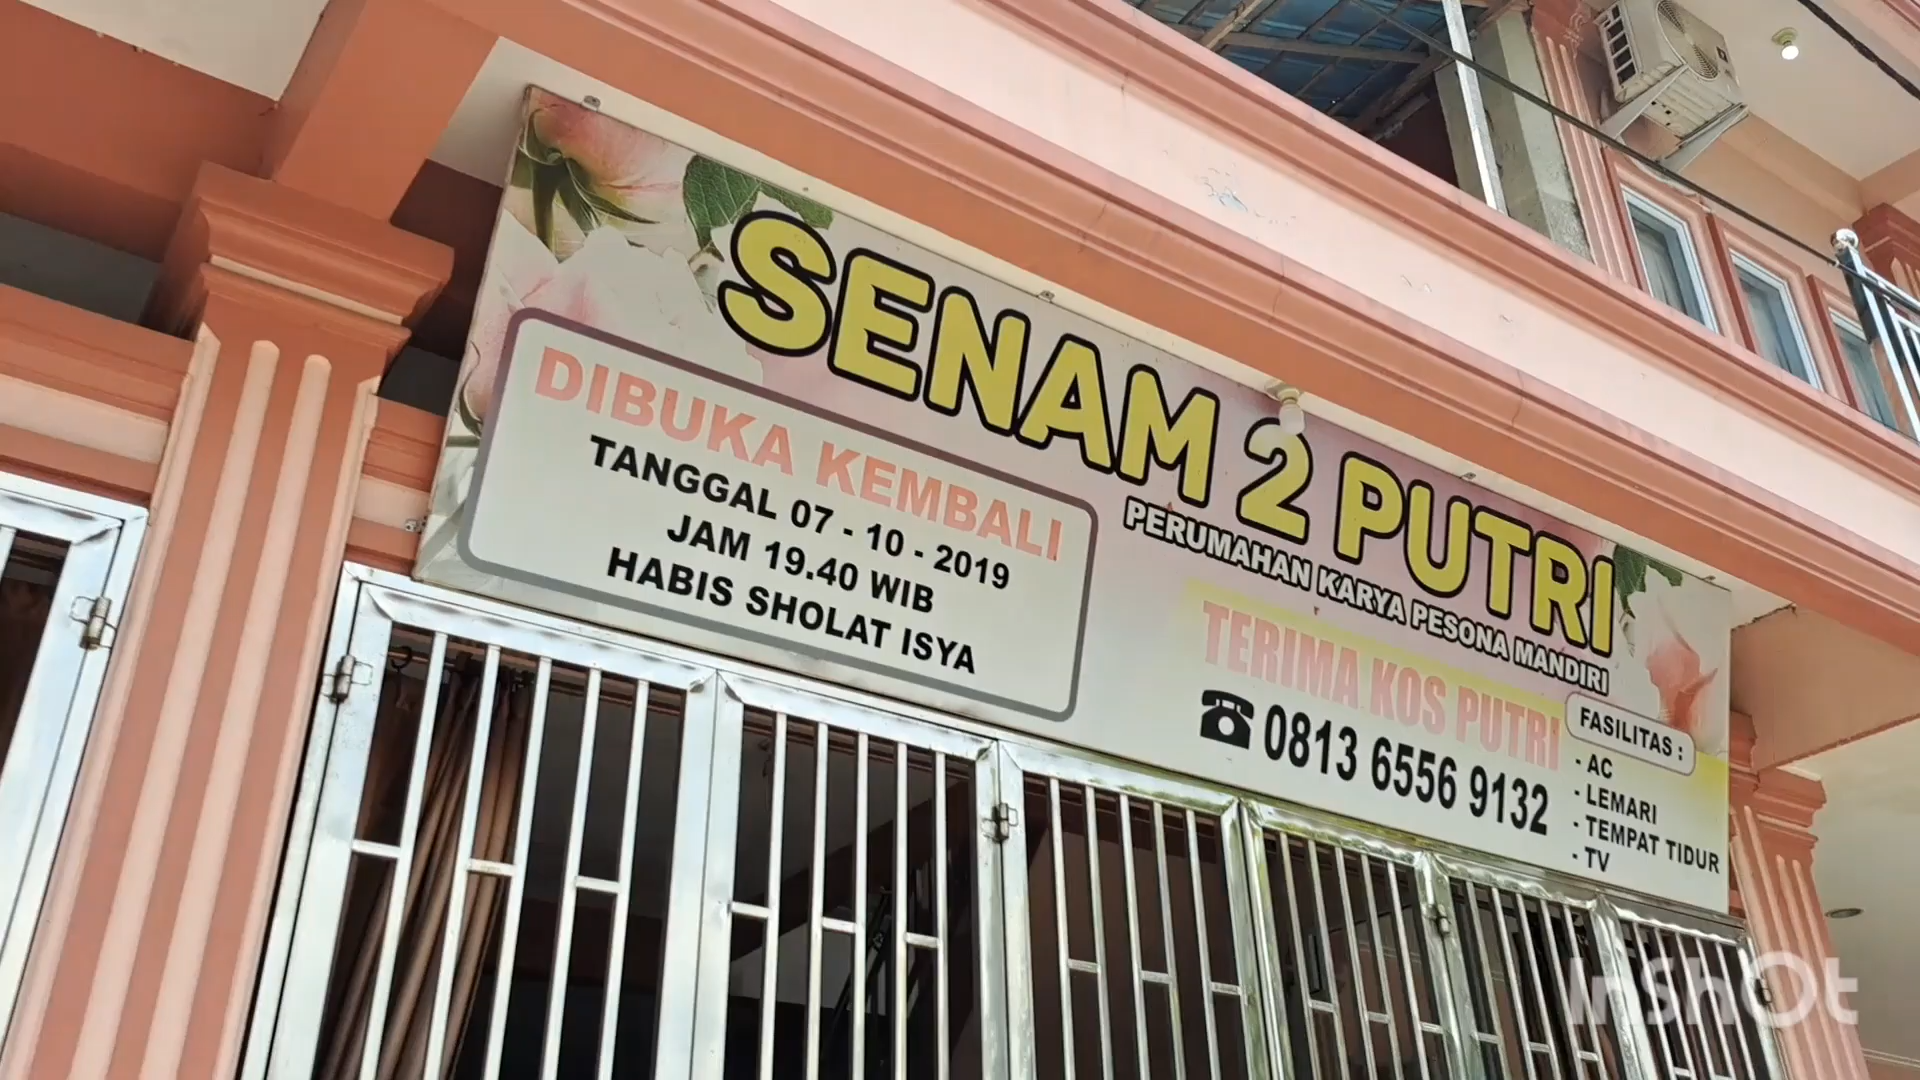 SENAM 2 PUTRI
PERUMAHAN KARYA PESONA MANDIRI
DIBUKA KEMBALI
TANGGAL 07 - 10 - 2019
JAM 19.40 WIB
HABIS SHOLAT ISYA
TERIMA KOS PUTRI
0813 6556 9132
FASILITAS :
- AC
- LEMARI
- TEMPAT TIDUR
- TV
InShOt